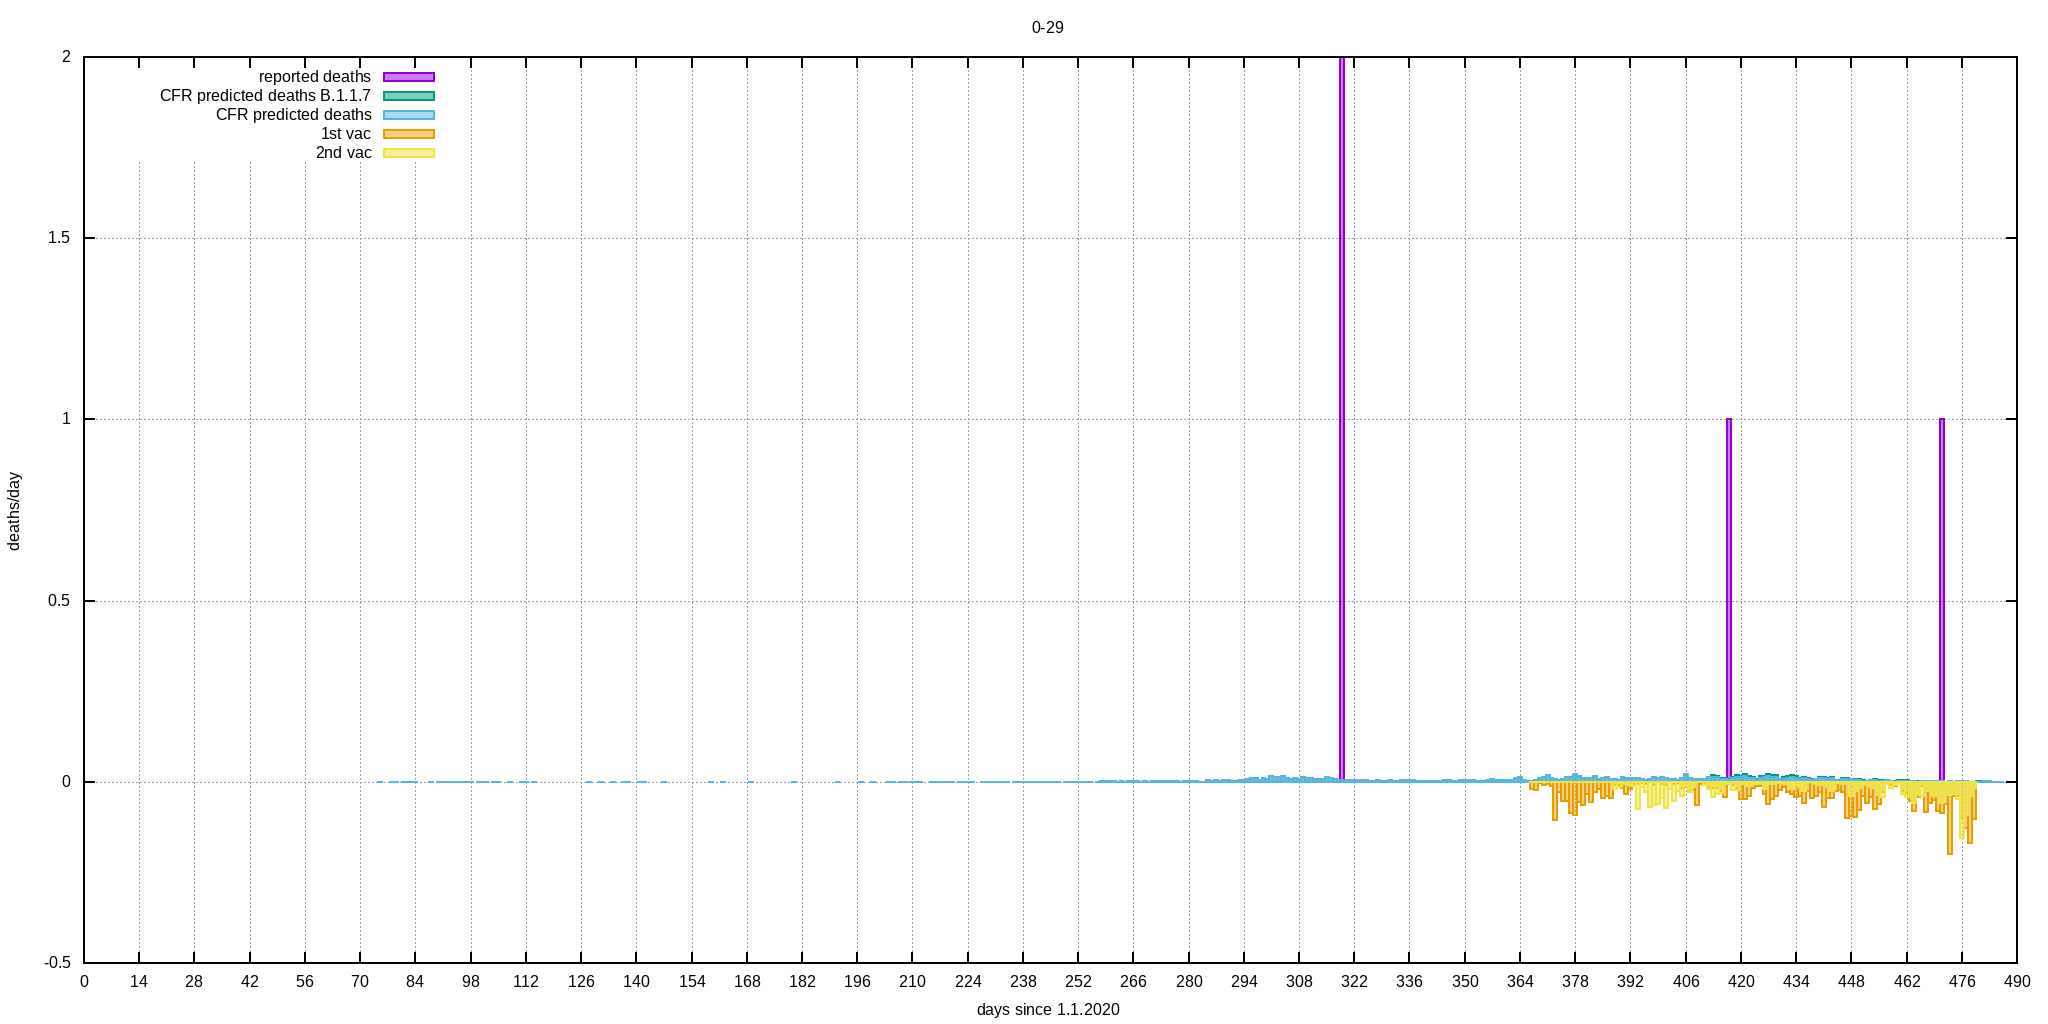 0-29
reported deaths
CFR predicted deaths B.1.1.7
CFR predicted deaths
1st vac
2nd vac
2
1.5
1
0.5
0
-0.5
deaths/day
0 14 28 42 56 70 84 98 112 126 140 154 168 182 196 210 224 238 252 266 280 294 308 322 336 350 364 378 392 406 420 434 448 462 476 490
days since 1.1.2020